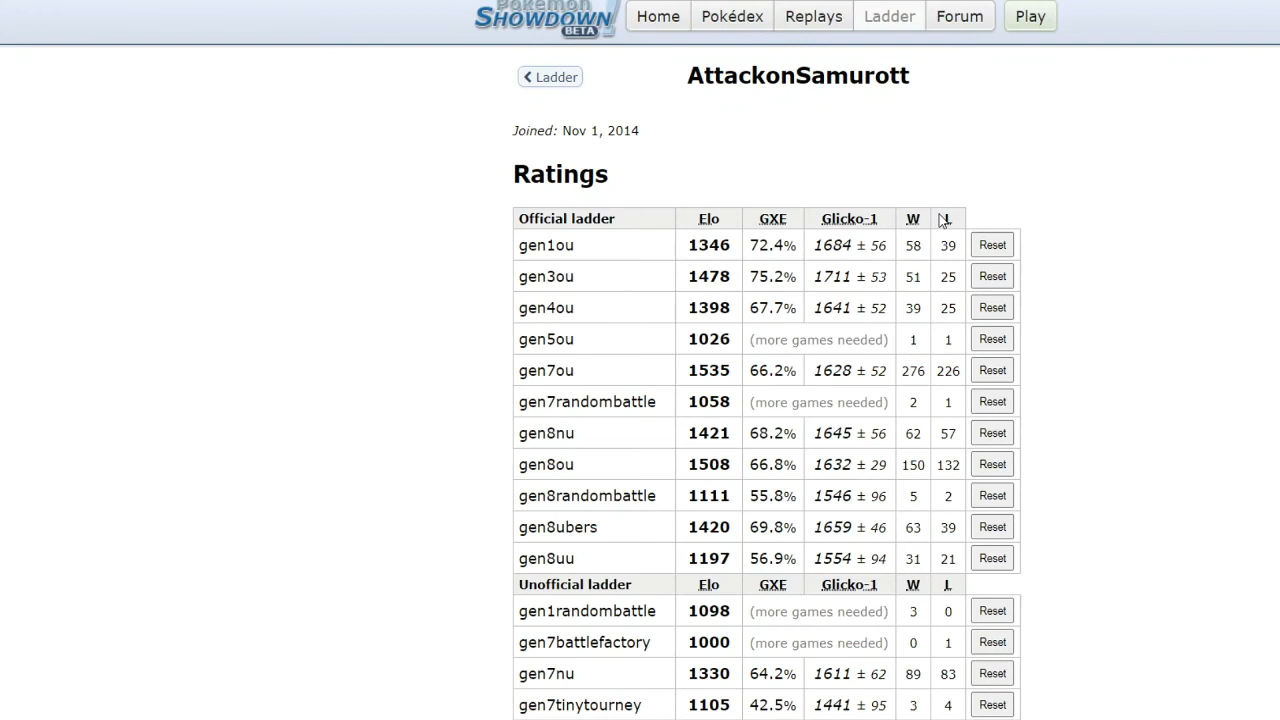 Pokémon
SHOWDOWN!
BETA
Home Pokédex Replays Ladder Forum Play
Ladder
AttackonSamurott
Joined: Nov 1, 2014
Ratings
Official ladder Elo GXE Glicko-1 W L
gen1ou 1346 72.4% 1684 ± 56 58 39 Reset
gen3ou 1478 75.2% 1711 ± 53 51 25 Reset
gen4ou 1398 67.7% 1641 ± 52 39 25 Reset
gen5ou 1026 (more games needed) 1 1 Reset
gen7ou 1535 66.2% 1628 ± 52 276 226 Reset
gen7randombattle 1058 (more games needed) 2 1 Reset
gen8nu 1421 68.2% 1645 ± 56 62 57 Reset
gen8ou 1508 66.8% 1632 ± 29 150 132 Reset
gen8randombattle 1111 55.8% 1546 ± 96 5 2 Reset
gen8ubers 1420 69.8% 1659 ± 46 63 39 Reset
gen8uu 1197 56.9% 1554 ± 94 31 21 Reset
Unofficial ladder Elo GXE Glicko-1 W L
gen1randombattle 1098 (more games needed) 3 0 Reset
gen7battlefactory 1000 (more games needed) 0 1 Reset
gen7nu 1330 64.2% 1611 ± 62 89 83 Reset
gen7tinytourney 1105 42.5% 1441 ± 95 3 4 Reset